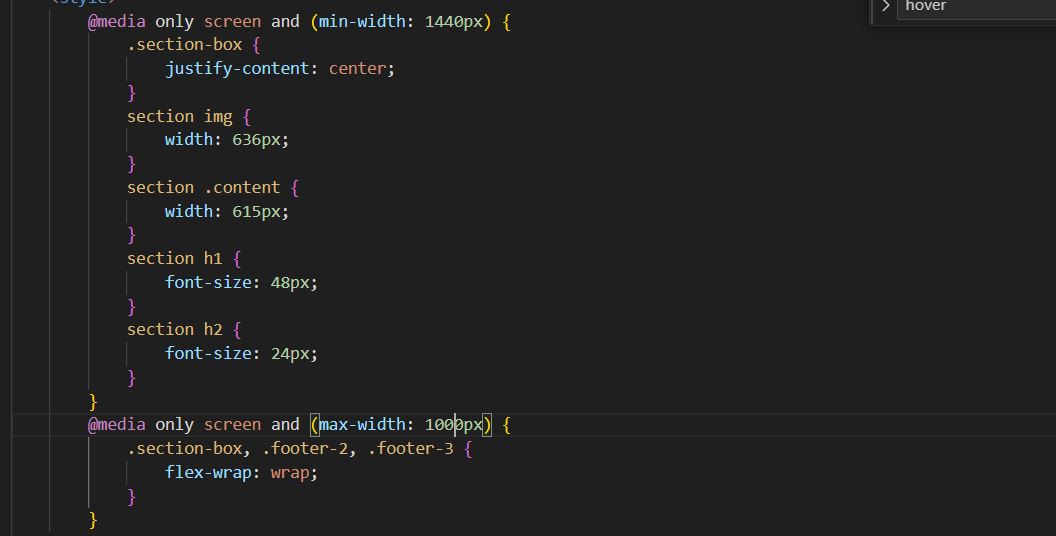 <style>
@media only screen and (min-width: 1440px) {
hover
.section-box {
justify-content: center;
}
section img {
width: 636px;
}
section .content {
width: 615px;
}
section h1 {
font-size: 48px;
}
section h2 {
font-size: 24px;
}
}
@media only screen and (max-width: 1000px) {
.section-box, .footer-2, .footer-3 {
flex-wrap: wrap;
}
}